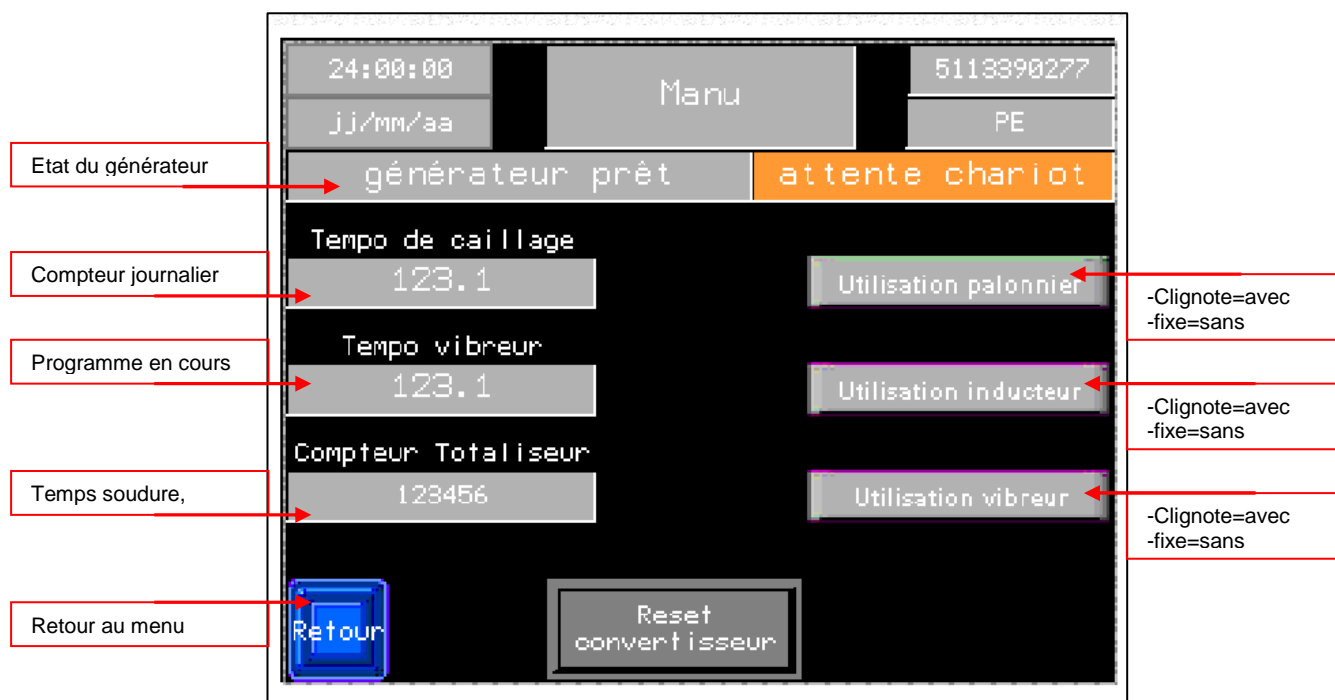 24:00:00
Manu
5113390277
jj/mm/aa
PE
Etat du générateur
générateur prêt
attente chariot
Tempo de caillage
Compteur journalier
123.1
Utilisation palonnier
-Clignote=avec
-fixe=sans
Tempo vibreur
Programme en cours
123.1
Utilisation inducteur
-Clignote=avec
-fixe=sans
Compteur Totaliseur
Temps soudure,
123456
Utilisation vibreur
-Clignote=avec
-fixe=sans
Retour au menu
Retour
Reset
convertisseur